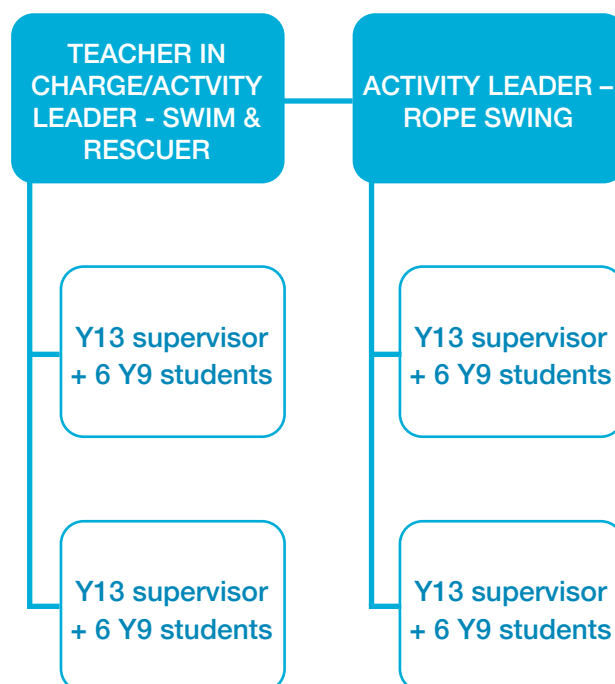 TEACHER IN
CHARGE/ACTVITY
LEADER - SWIM &
RESCUER
ACTIVITY LEADER –
ROPE SWING
Y13 supervisor
+ 6 Y9 students
Y13 supervisor
+ 6 Y9 students
Y13 supervisor
+ 6 Y9 students
Y13 supervisor
+ 6 Y9 students